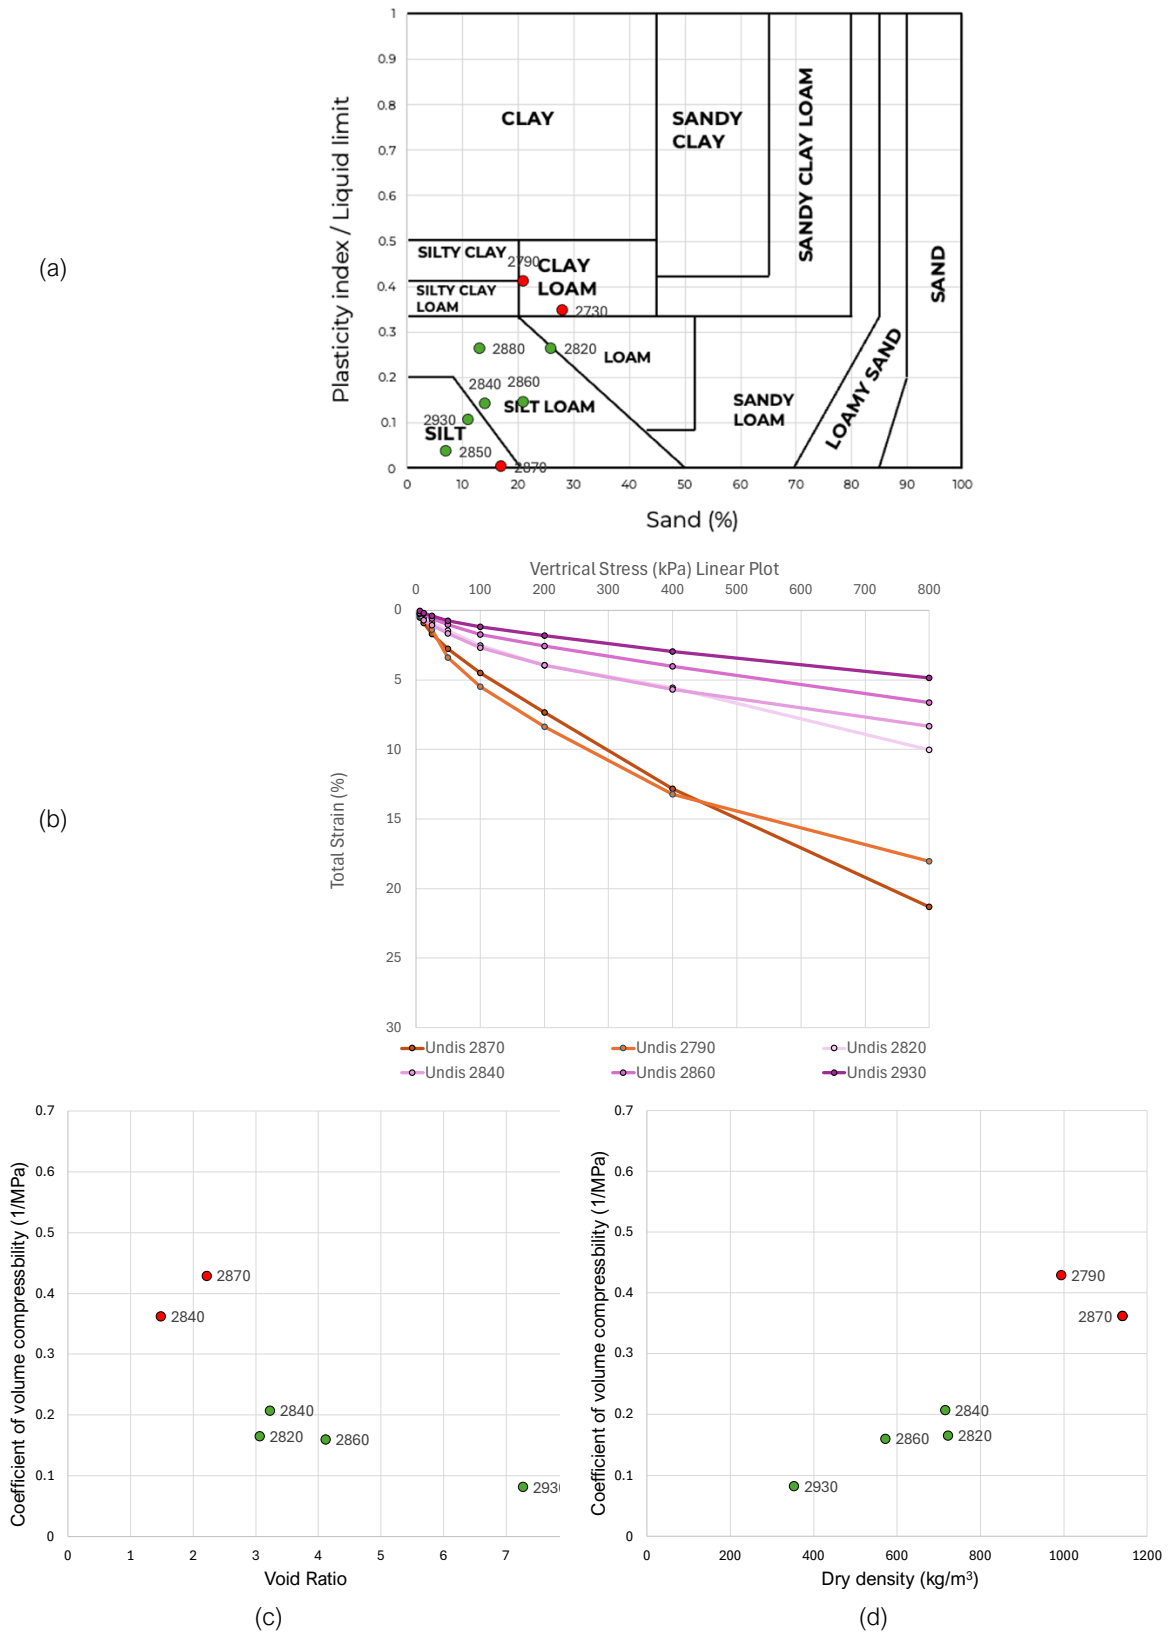 (a)
Plasticity index / Liquid limit
1
0.9
0.8
0.7
0.6
0.5
0.4
0.3
0.2
0.1
0
CLAY
SANDY
CLAY
SANDY CLAY LOAM
SAND
SILTY CLAY
2790
CLAY
LOAM
SILTY CLAY
LOAM
2730
2880
2820
LOAM
LOAMY SAND
2840
2860
SILT LOAM
SANDY
LOAM
2930
SILT
2850
2870
0 10 20 30 40 50 60 70 80 90 100
Sand (%)
(b)
Vertrical Stress (kPa) Linear Plot
0 100 200 300 400 500 600 700 800
Total Strain (%)
0
5
10
15
20
25
30
Undis 2870 Undis 2790 Undis 2820
Undis 2840 Undis 2860 Undis 2930
Coefficient of volume compressbility (1/MPa)
0.7
0.6
0.5
0.4
0.3
0.2
0.1
0
2870
2840
2840
2820
2860
0 1 2 3 4 5 6 7
Void Ratio
(c)
Coefficient of volume compressbility (1/MPa)
0.7
0.6
0.5
0.4
0.3
0.2
0.1
0
2790
2870
2840
2860
2820
2930
0 200 400 600 800 1000 1200
Dry density (kg/m³)
(d)